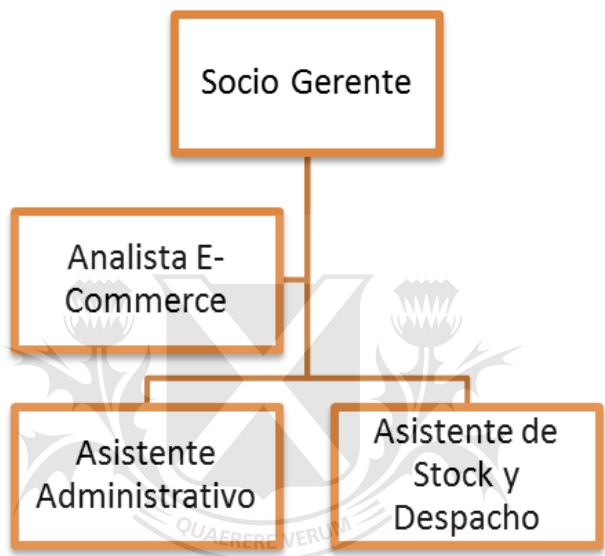 Socio Gerente
Analista E-
Commerce
Asistente
Administrativo
Asistente de
Stock y
Despacho
QUAERERE VERUM